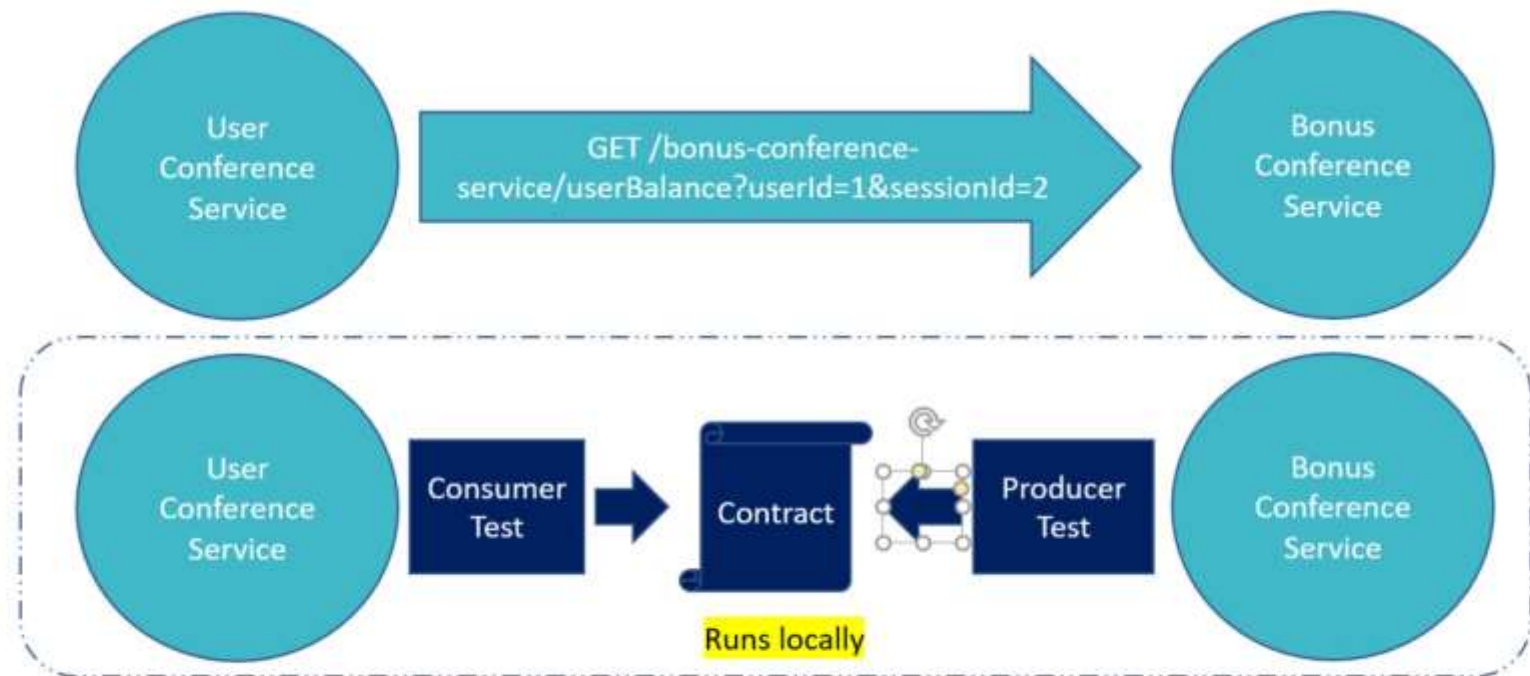 User
Conference
Service
GET /bonus-conference-
service/userBalance?userId=1&sessionId=2
Bonus
Conference
Service
User
Conference
Service
Consumer
Test
Contract
Producer
Test
Bonus
Conference
Service
Runs locally